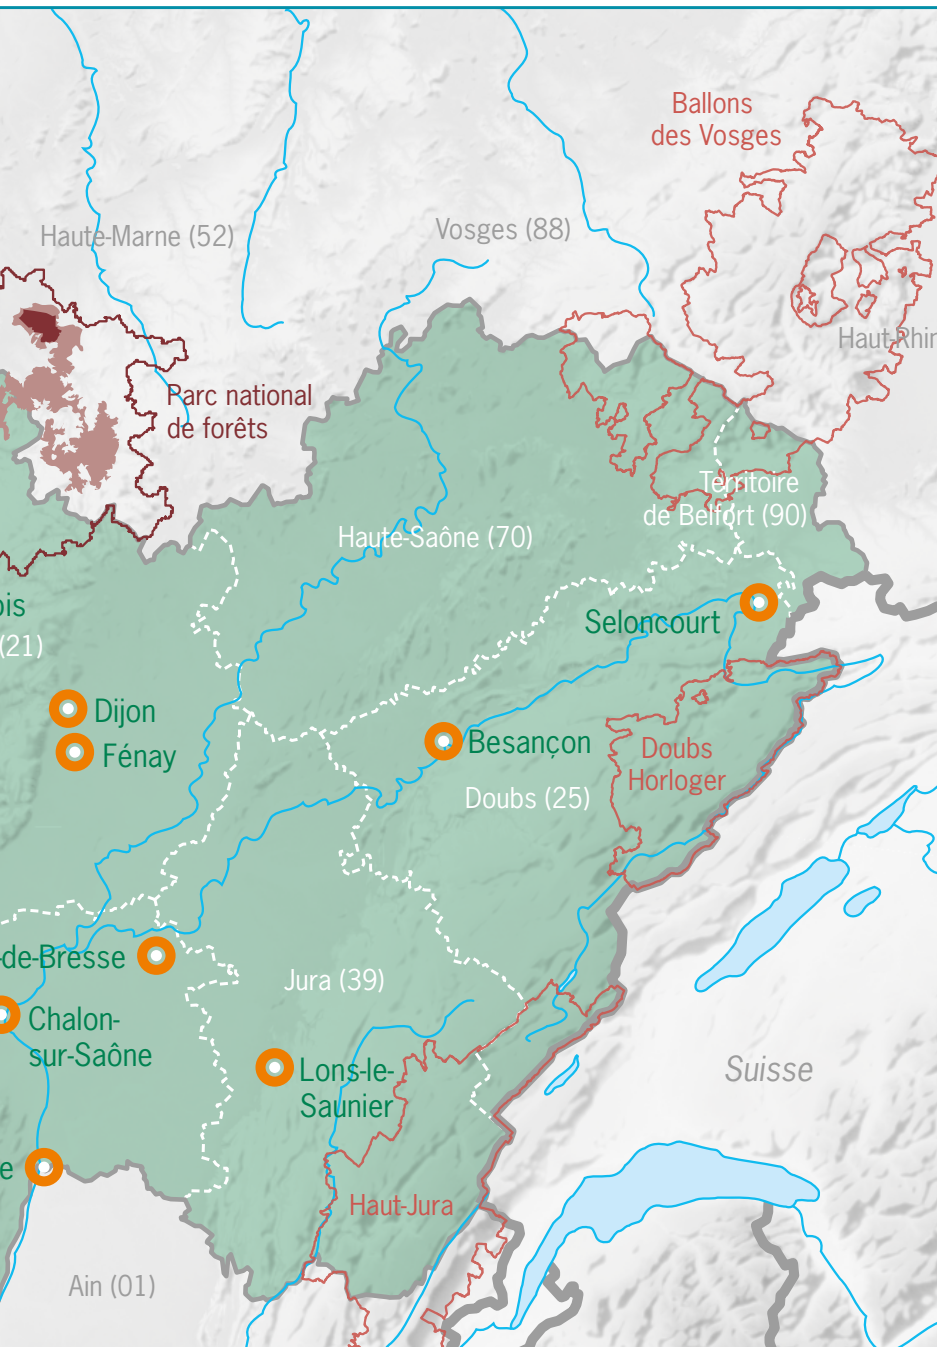 Ballons
des Vosges
Haute-Marne (52)
Vosges (88)
Haut-Rhin
Parc national
de forêts
Territoire
de Belfort (90)
Haute-Saône (70)
ois
(21)
Seloncourt
Dijon
Fénay
Besançon
Doubs
Horloger
Doubs (25)
-de-Bresse
Jura (39)
Chalon-
sur-Saône
Lons-le-
Saunier
Suisse
e
Haut-Jura
Ain (01)